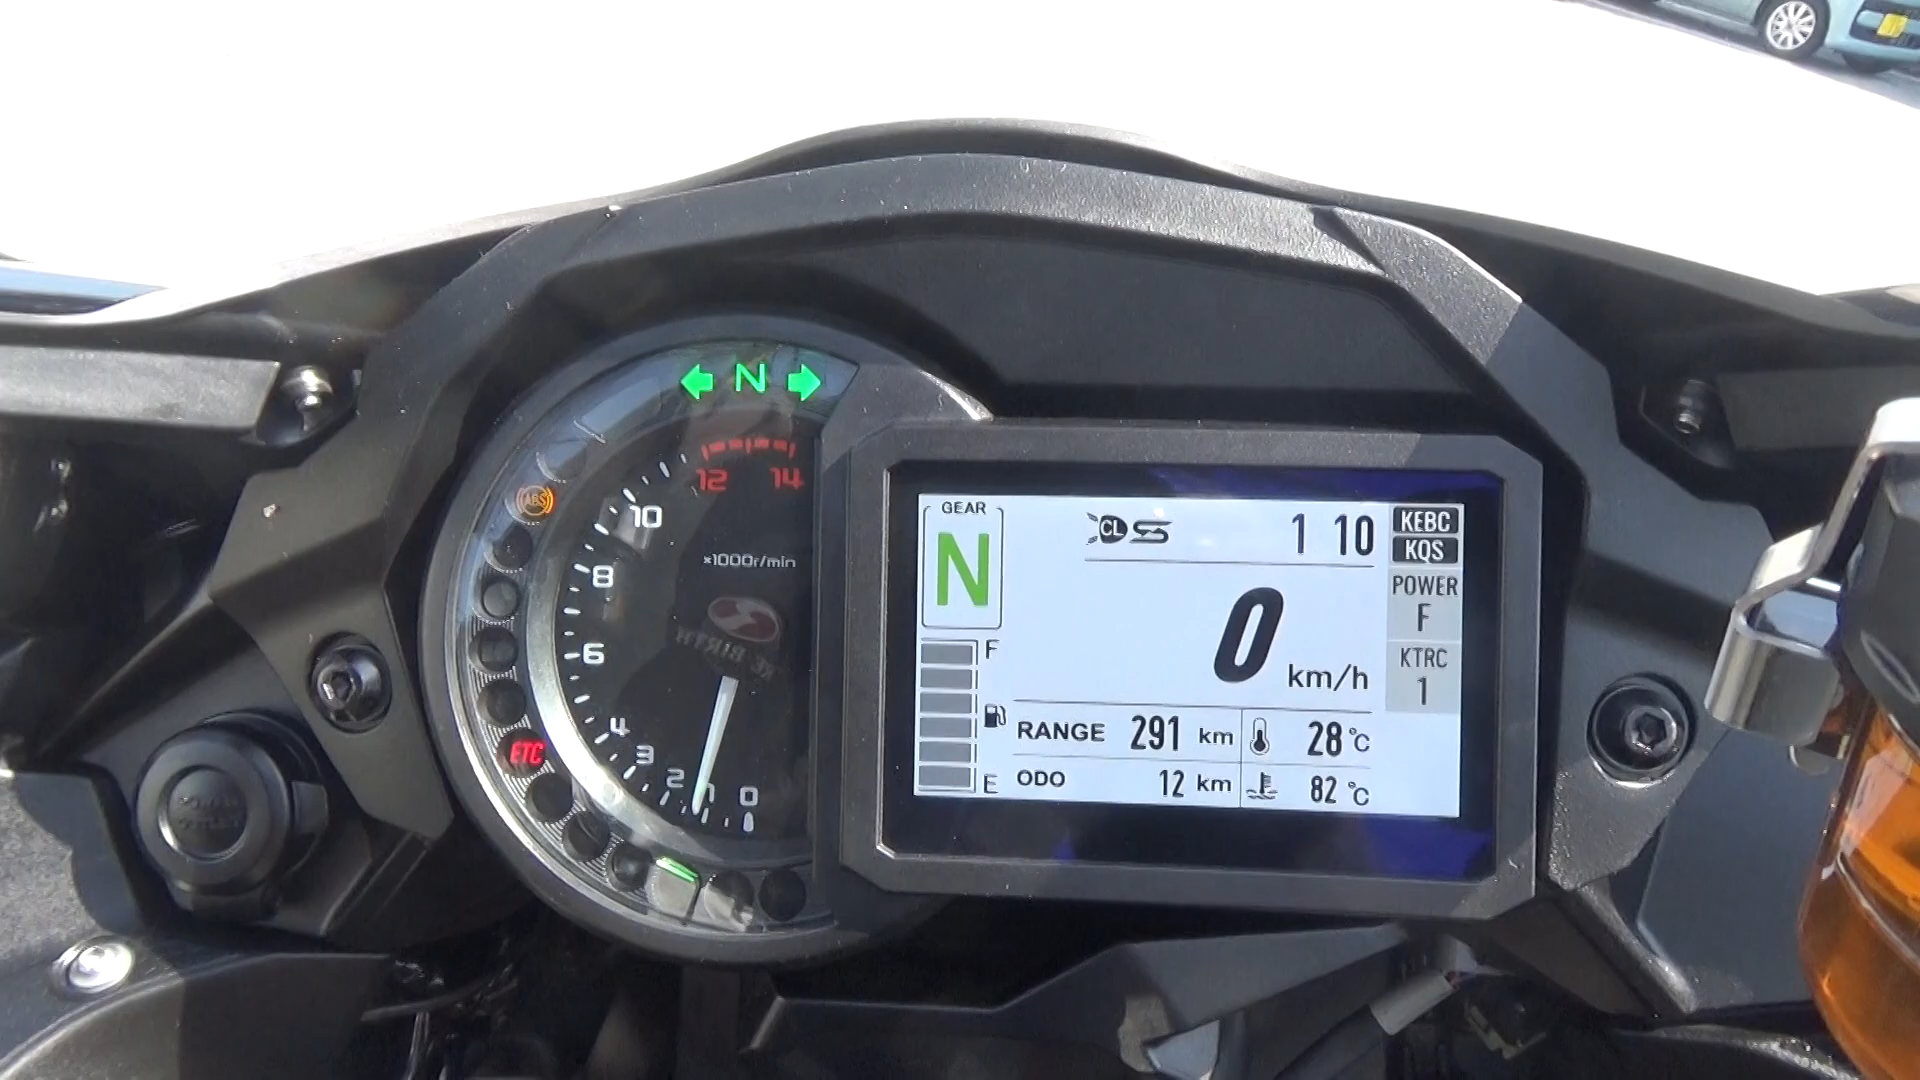 N
ABS
12 14
10
×1000r/min
8
6
4
3
2
1
0
ETC
GEAR
N
CL
1 10
KEBC
KQS
POWER
F
KTRC
1
0 km/h
F
E
RANGE 291 km
28 °C
ODO 12 km
82 °C